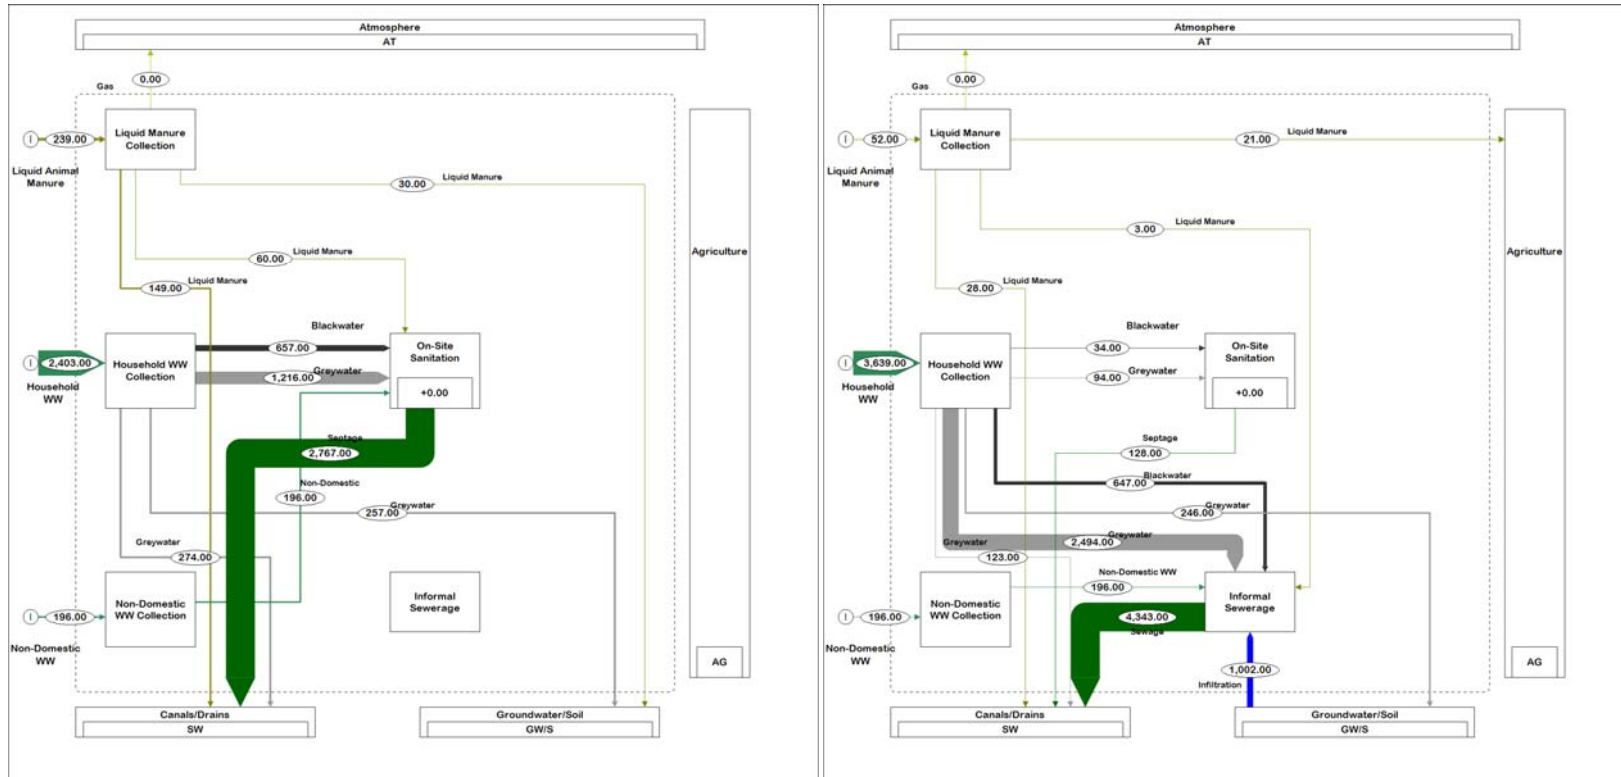 Atmosphere
AT
0.00
Gas
Liquid Manure
Collection
I
239.00
Liquid Animal
Manure
Liquid Manure
30.00
Liquid Manure
60.00
Liquid Manure
149.00
Agriculture
Blackwater
657.00
Greywater
1,216.00
On-Site
Sanitation
+0.00
Household WW
Collection
I
2,403.00
Household
WW
Septage
2,767.00
Non-Domestic
196.00
Greywater
257.00
Greywater
274.00
Non-Domestic
WW Collection
Informal
Sewerage
I
196.00
Non-Domestic
WW
AG
Canals/Drains
SW
Groundwater/Soil
GW/S
Atmosphere
AT
0.00
Gas
Liquid Manure
Collection
I
52.00
Liquid Animal
Manure
Liquid Manure
21.00
Liquid Manure
3.00
Liquid Manure
28.00
Agriculture
Blackwater
34.00
Greywater
94.00
On-Site
Sanitation
+0.00
Household WW
Collection
I
3,639.00
Household
WW
Septage
128.00
Blackwater
647.00
Greywater
246.00
Greywater
2,494.00
123.00
Non-Domestic WW
196.00
Non-Domestic
WW Collection
Informal
Sewerage
I
196.00
Non-Domestic
WW
4,343.00
Sewage
1,002.00
Infiltration
AG
Canals/Drains
SW
Groundwater/Soil
GW/S